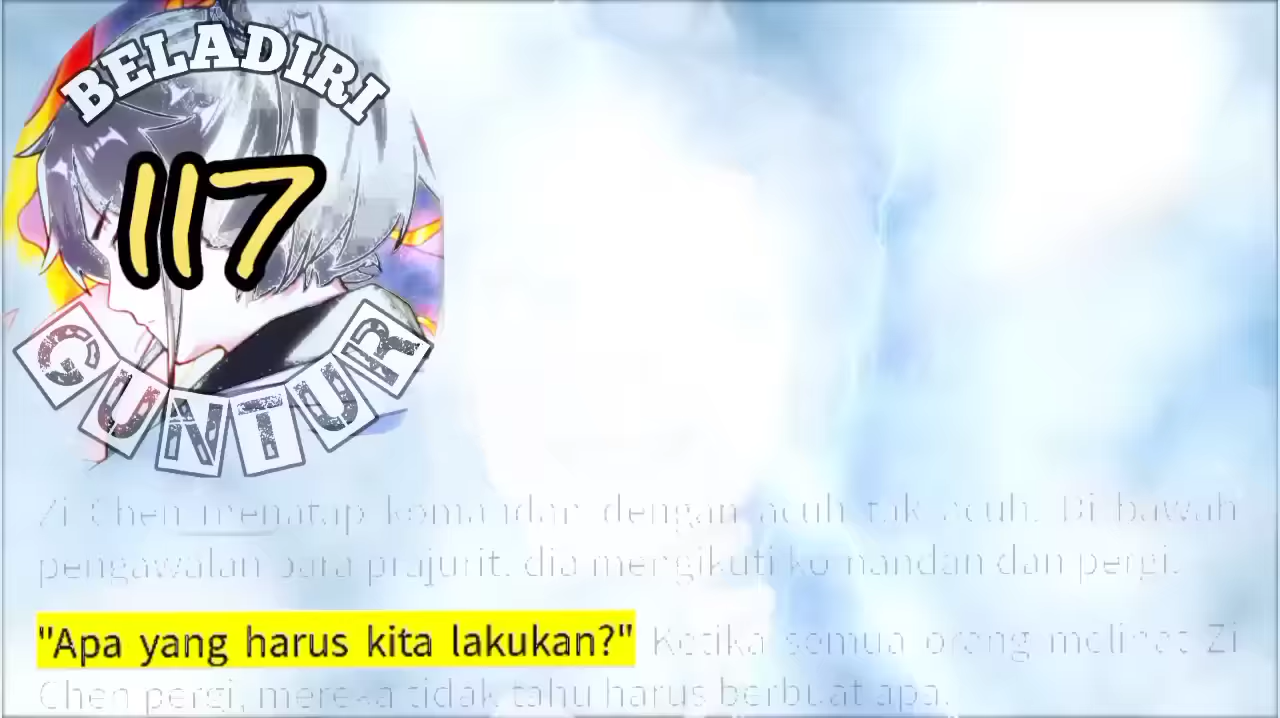 BELADIRI
117
GUNTUR
Zi Chen menatap komandan dengan acuh tak acuh. Di bawah
pengawalan para prajurit, dia mengikuti komandan dan pergi.
"Apa yang harus kita lakukan?" Ketika semua orang melihat Zi
Chen pergi, mereka tidak tahu harus berbuat apa.